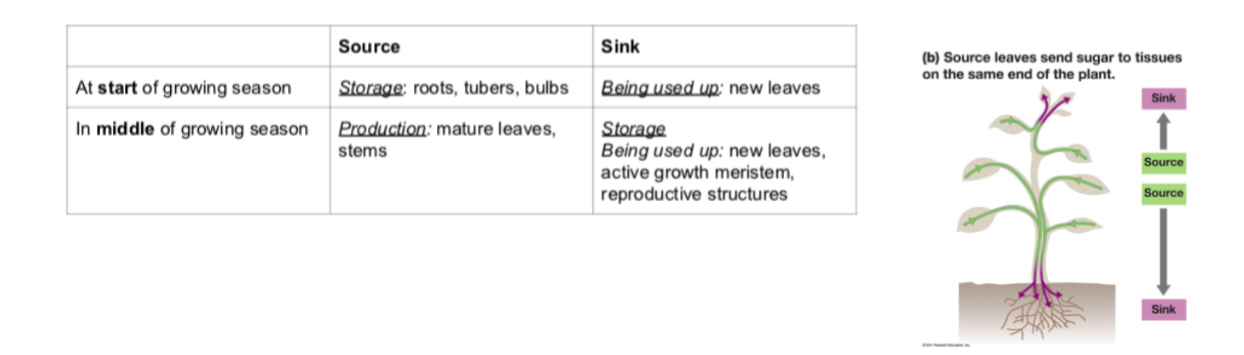 Source Sink
At start of growing season Storage: roots, tubers, bulbs Being used up: new leaves
In middle of growing season Production: mature leaves,
stems
Storage
Being used up: new leaves,
active growth meristem,
reproductive structures
(b) Source leaves send sugar to tissues
on the same end of the plant.
Sink
Source
Source
Sink